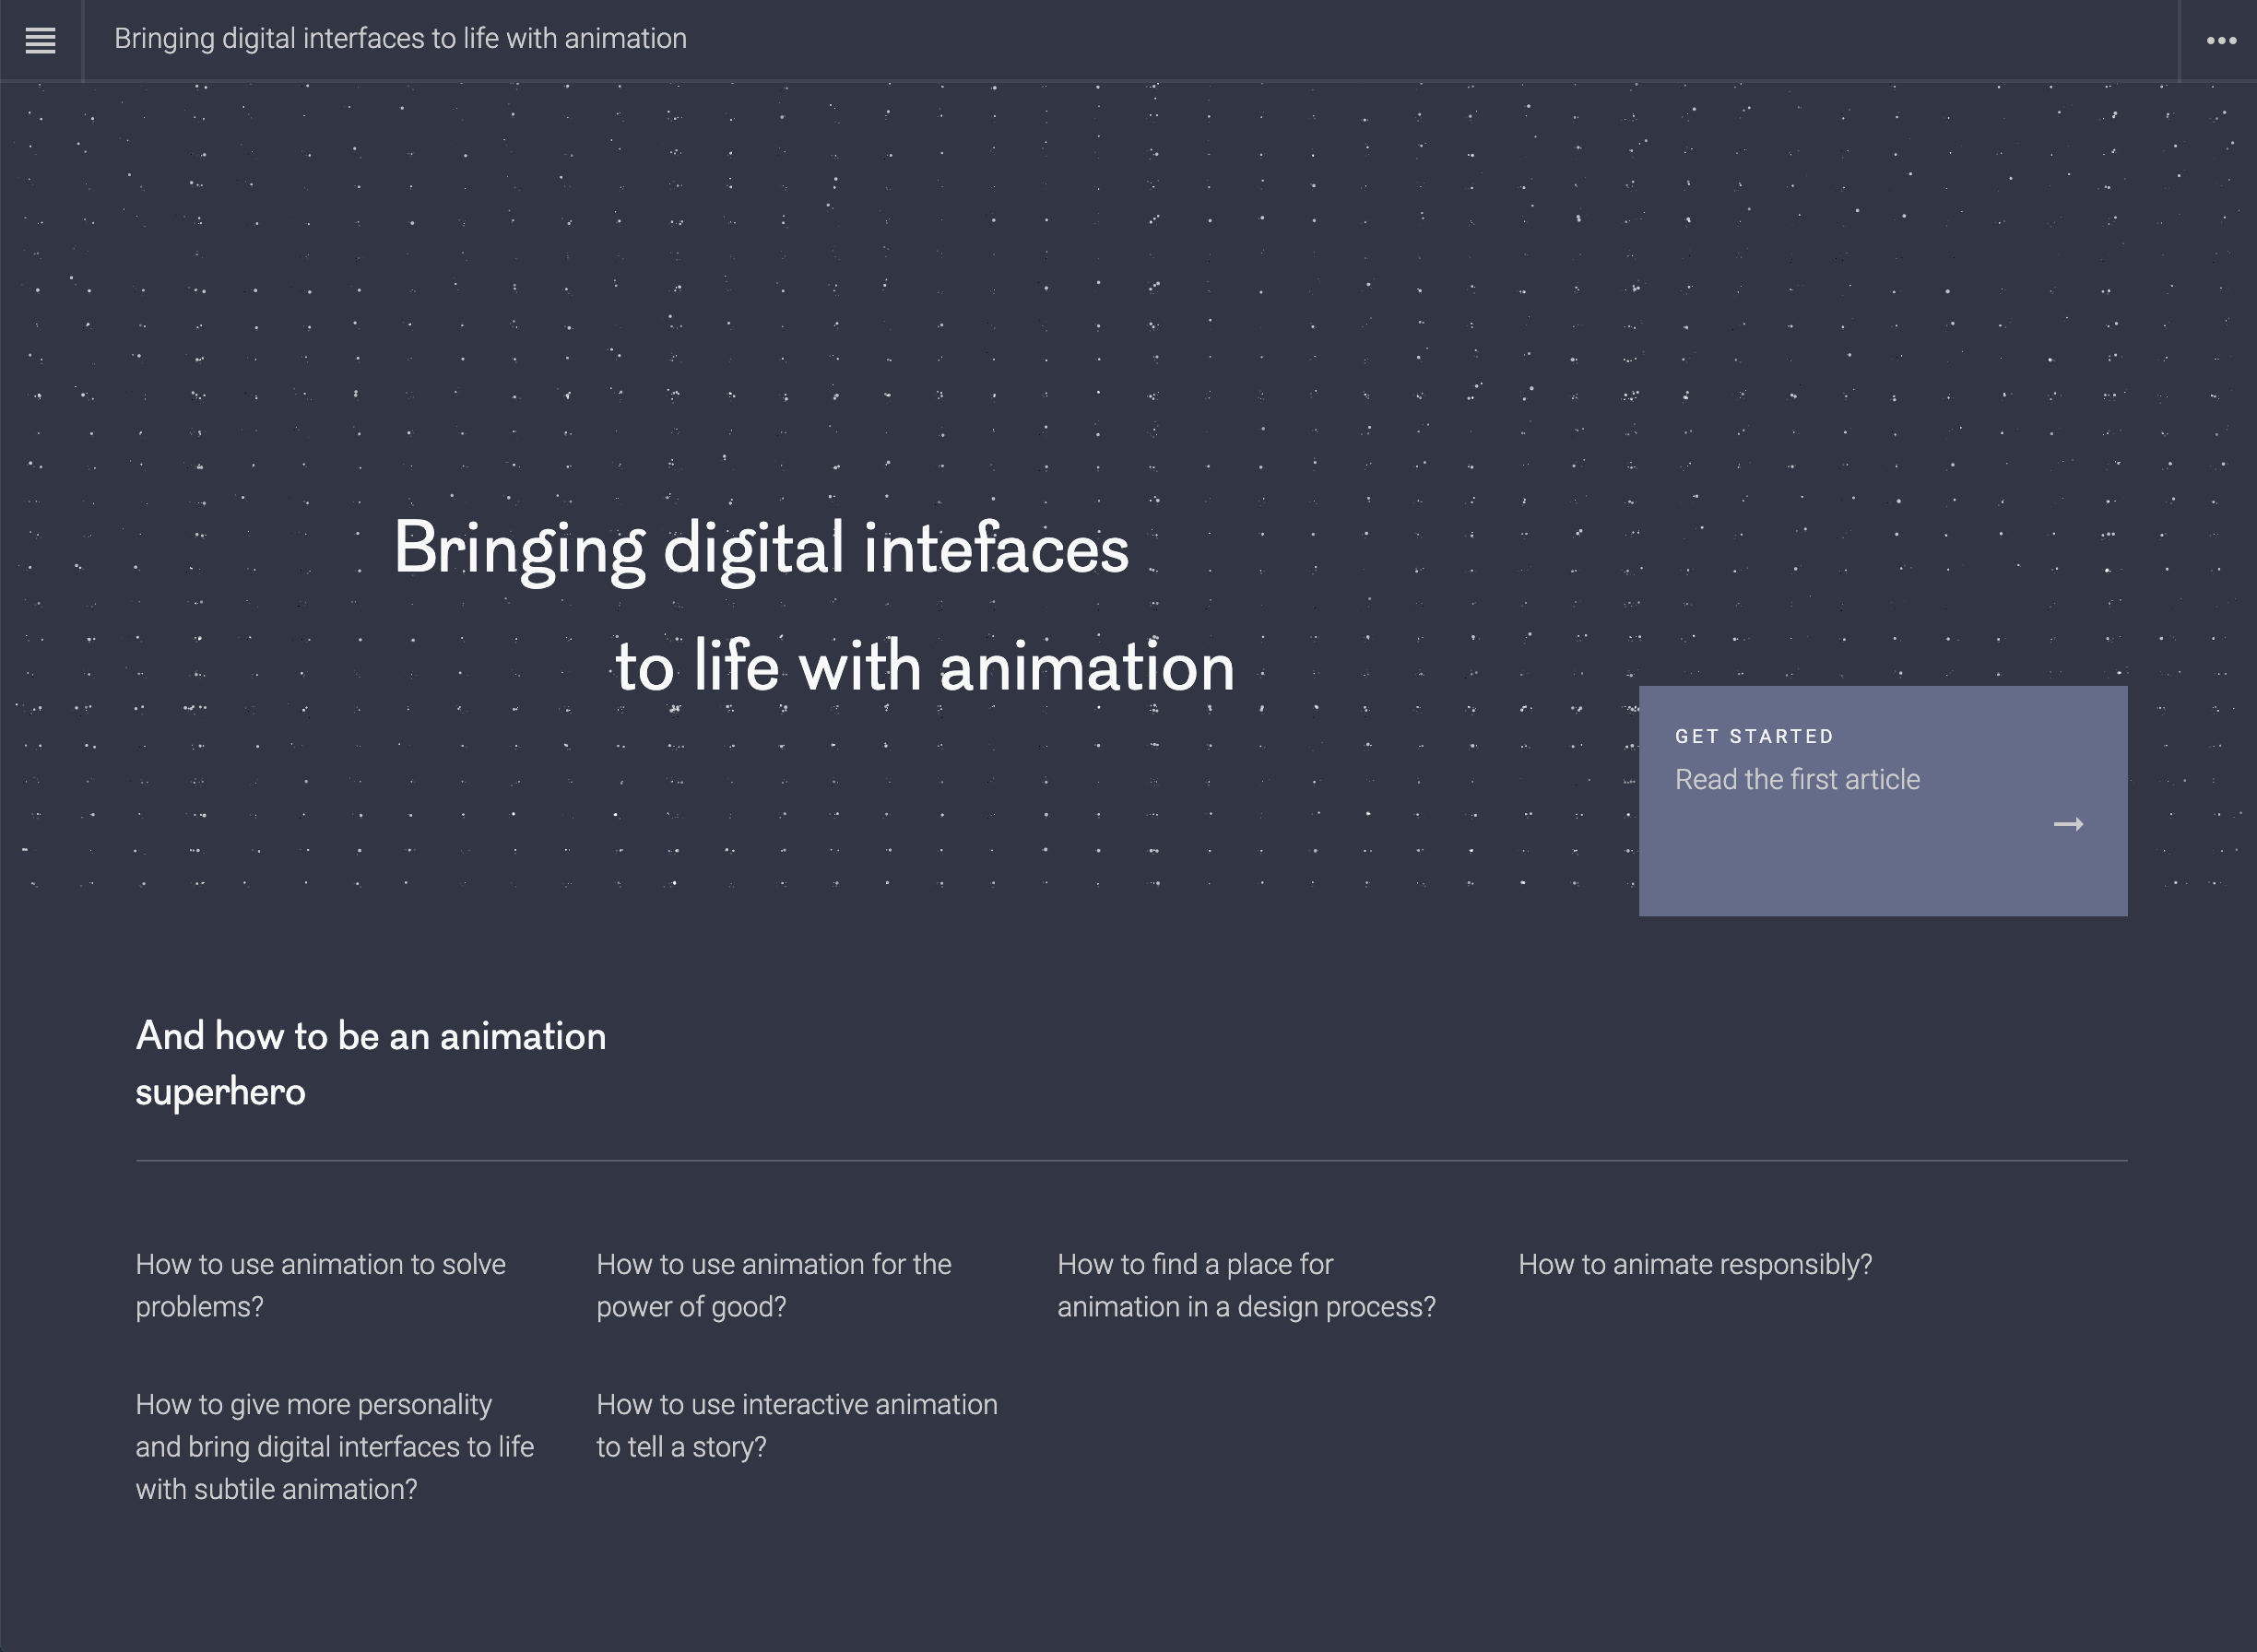 Bringing digital interfaces to life with animation
Bringing digital intefaces
to life with animation
GET STARTED
Read the first article
And how to be an animation
superhero
How to use animation to solve
problems?
How to use animation for the
power of good?
How to find a place for
animation in a design process?
How to animate responsibly?
How to give more personality
and bring digital interfaces to life
with subtile animation?
How to use interactive animation
to tell a story?